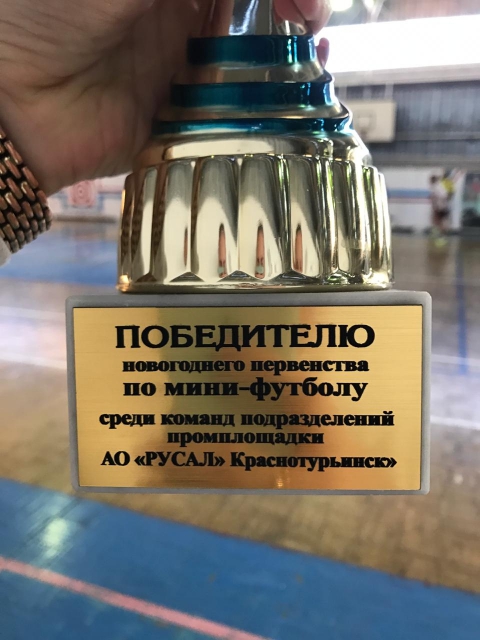 ПОБЕДИТЕЛЮ
новогоднего первенства
по мини-футболу
среди команд подразделений
промплощадки
АО «РУСАЛ» Краснотурьинск»